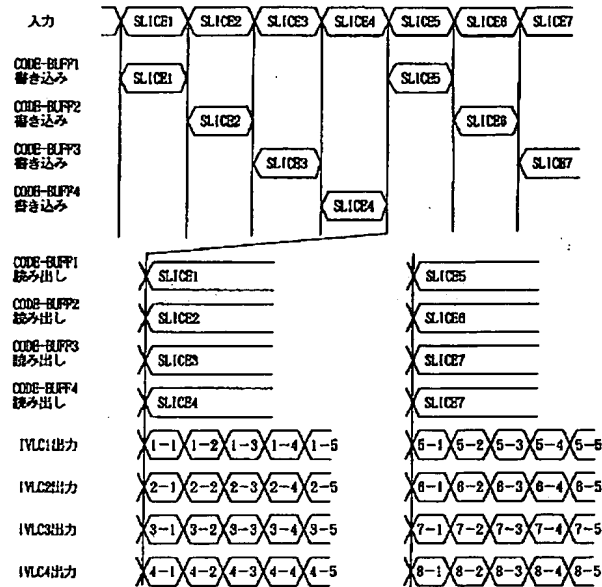 入力 SLICE1 SLICE2 SLICE3 SLICE4 SLICE5 SLICE6 SLICE7
CODE-BUFF1
書き込み SLICE1 SLICE5
CODE-BUFF2
書き込み SLICE2 SLICE6
CODE-BUFF3
書き込み SLICE3 SLICE7
CODE-BUFF4
書き込み SLICE4
CODE-BUFF1
読み出し SLICE1 SLICE5
CODE-BUFF2
読み出し SLICE2 SLICE6
CODE-BUFF3
読み出し SLICE3 SLICE7
CODE-BUFF4
読み出し SLICE4 SLICE7
IVLC1出力 1-1 1-2 1-3 1-4 1-5 5-1 5-2 5-3 5-4 5-5
IVLC2出力 2-1 2-2 2-3 2-4 2-5 6-1 6-2 6-3 6-4 6-5
IVLC3出力 3-1 3-2 3-3 3-4 3-5 7-1 7-2 7-3 7-4 7-5
IVLC4出力 4-1 4-2 4-3 4-4 4-5 8-1 8-2 8-3 8-4 8-5